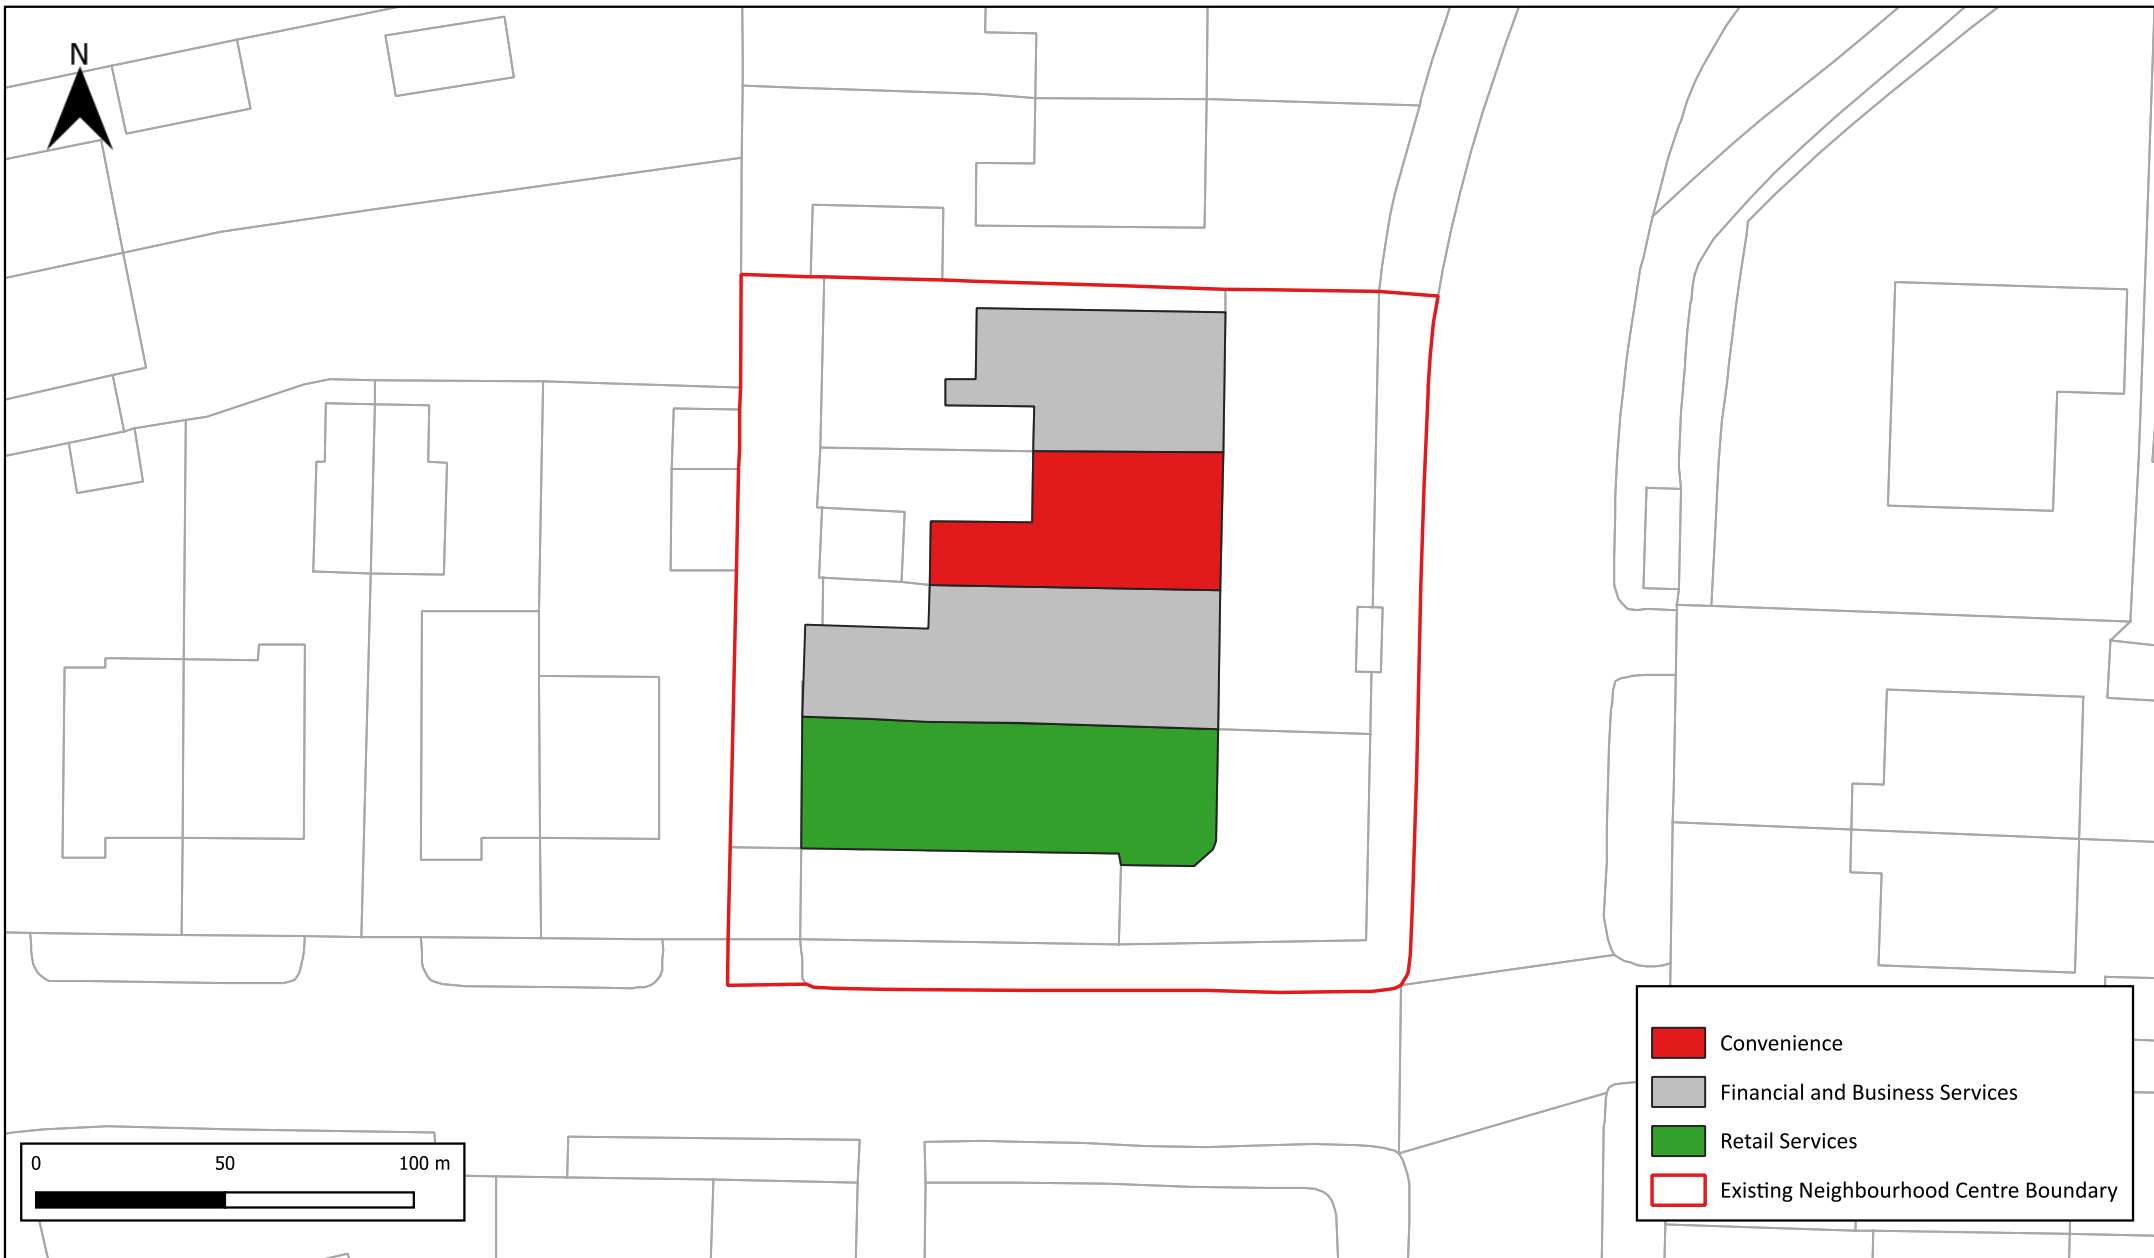 N
Convenience
Financial and Business Services
Retail Services
Existing Neighbourhood Centre Boundary
0 50 100 m